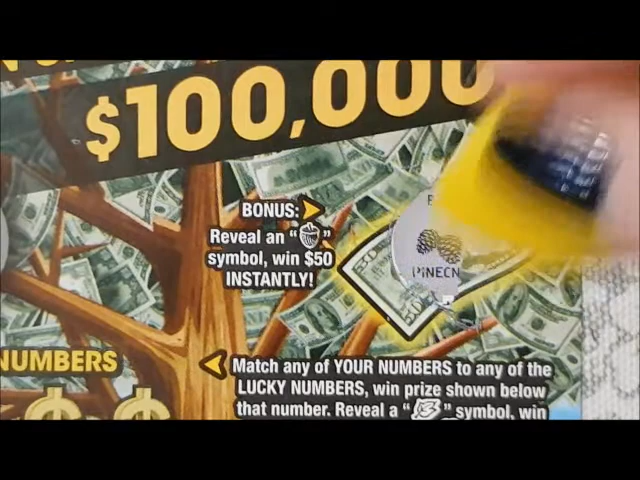 $100,000
BONUS:
Reveal an " "
symbol, win $50
INSTANTLY!
PINECN
NUMBERS
Match any of YOUR NUMBERS to any of the
LUCKY NUMBERS, win prize shown below
that number. Reveal a " " symbol, win